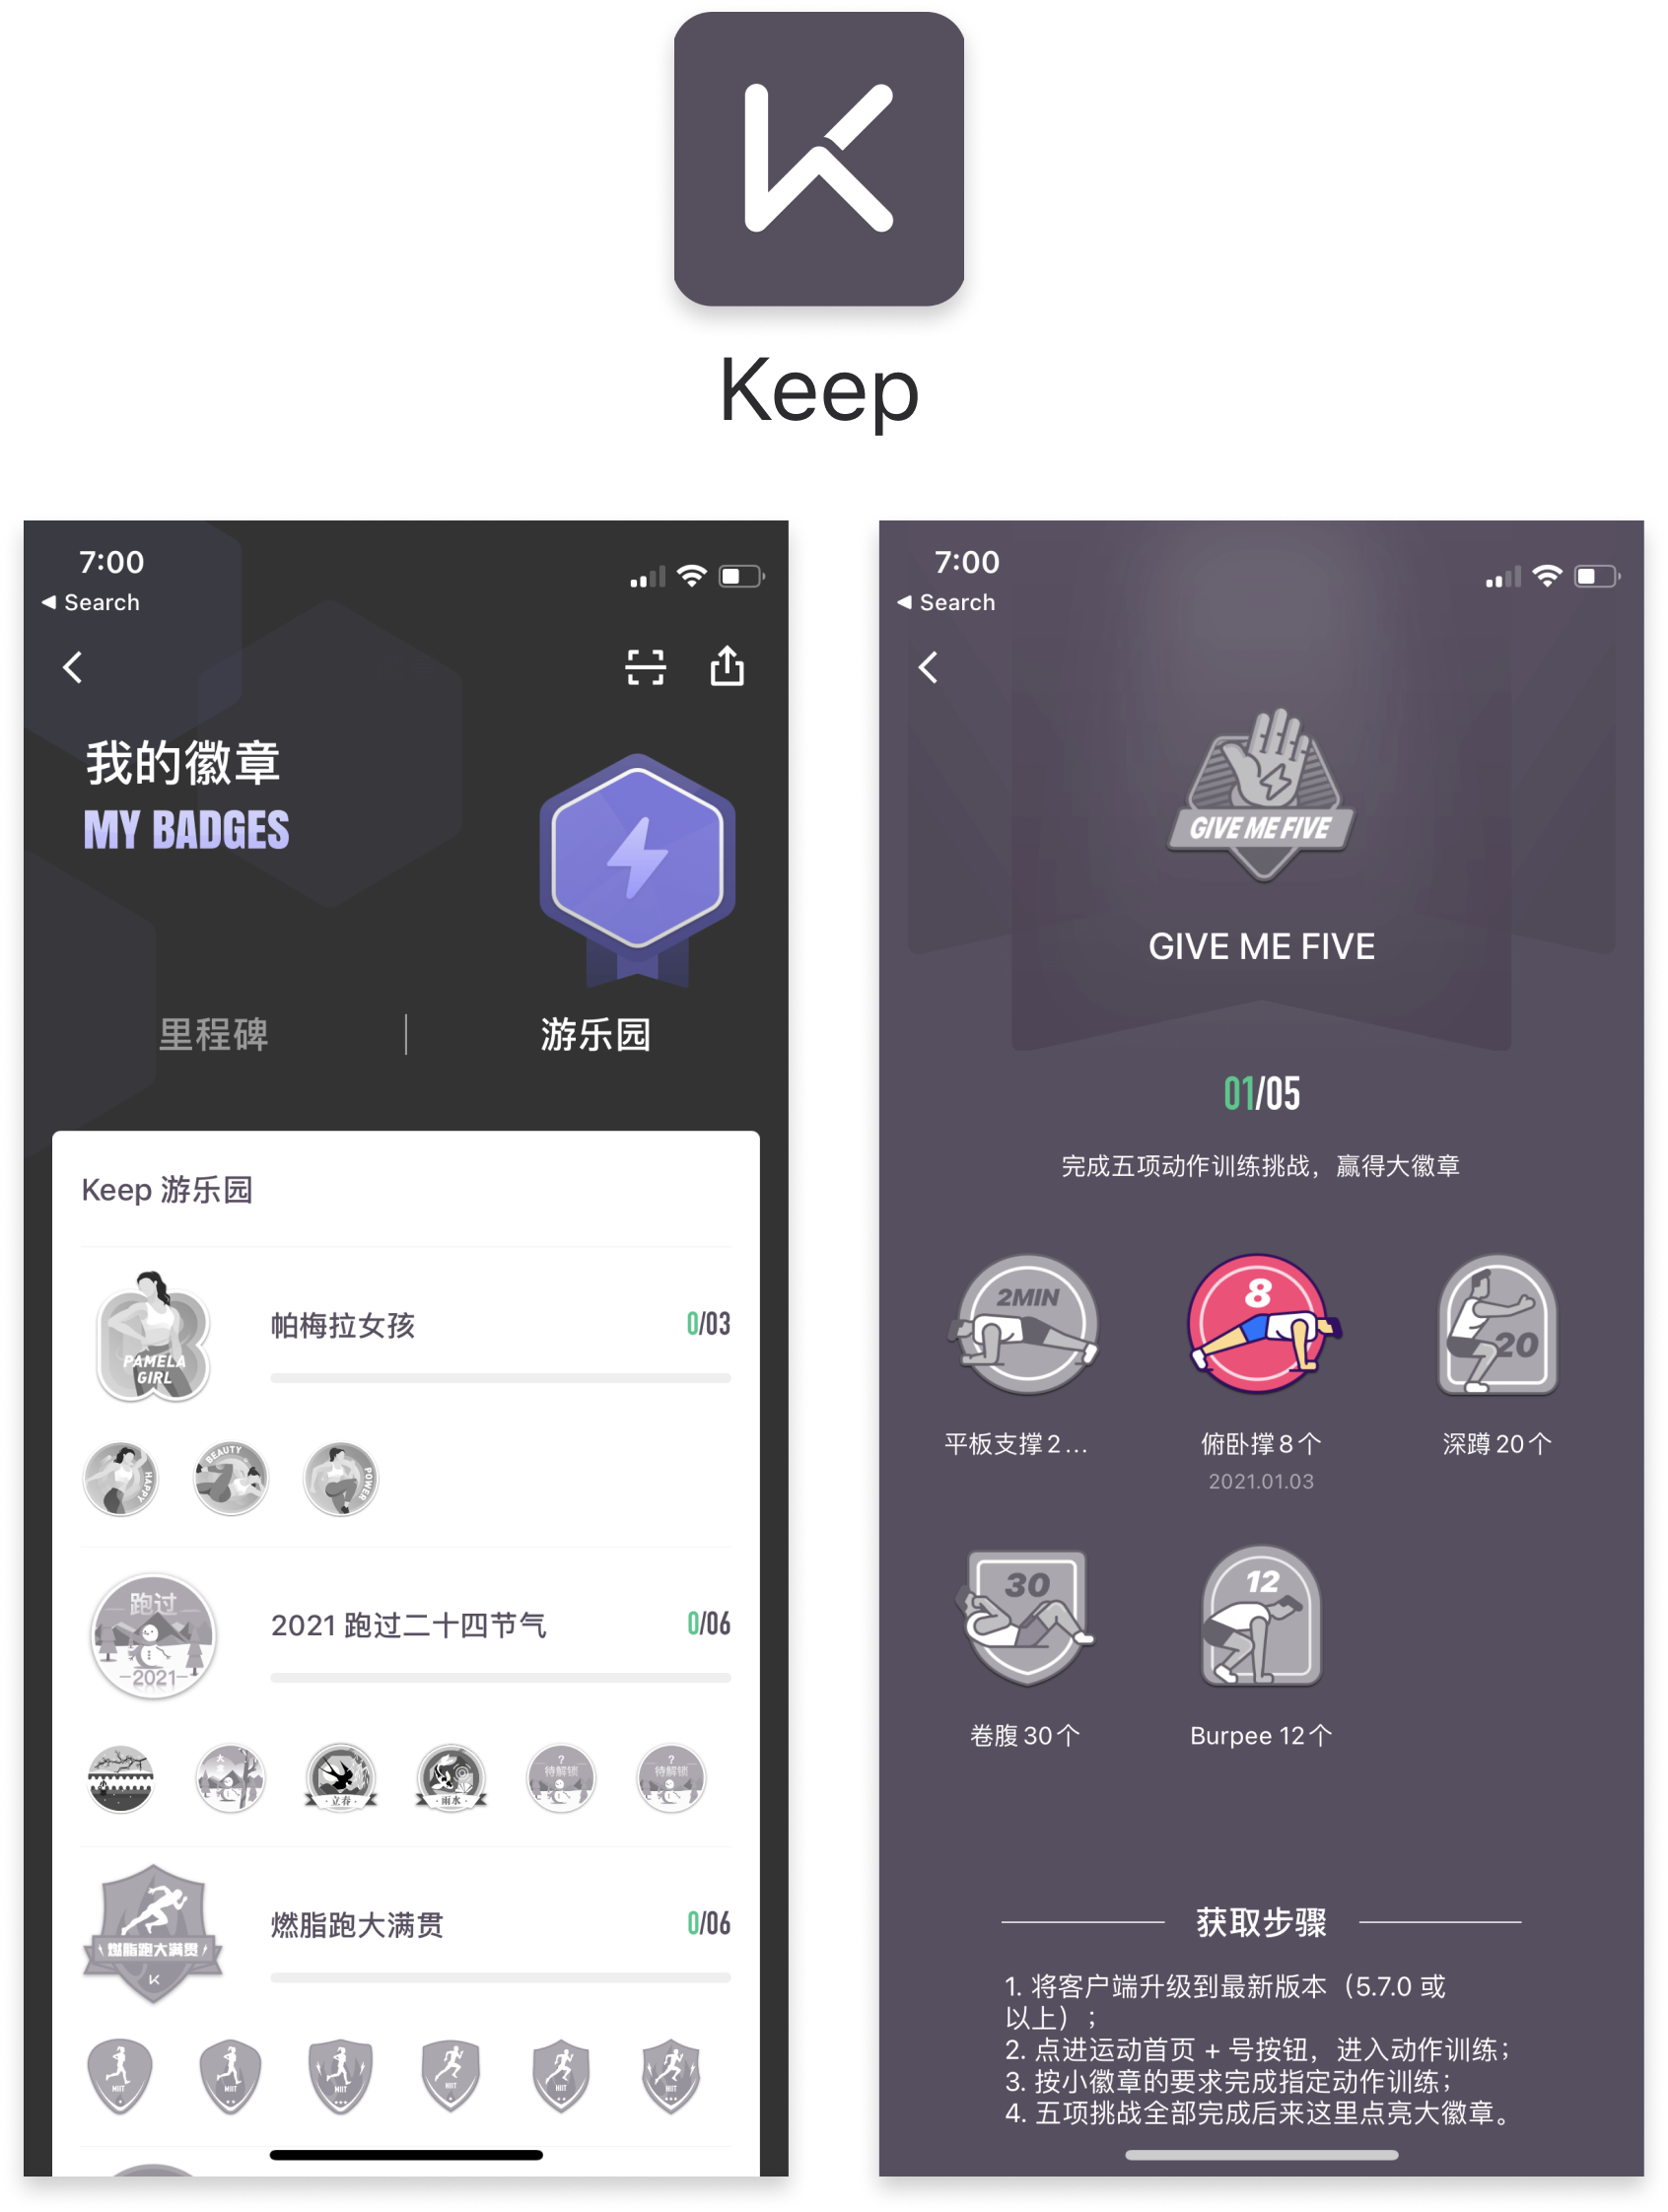 Keep
7:00
Search
我的徽章
MY BADGES
里程碑
游乐园
Keep 游乐园
PAMELA
GIRL
帕梅拉女孩
0/03
HAPPY
BEAUTY
POWER
跑过
2021
2021 跑过二十四节气
0/06
大
立春
雨水
?
待解锁
?
待解锁
燃脂跑大满贯
燃脂跑大满贯
0/06
MIIT
MIIT
MIIT
HIIT
HIIT
HIIT
7:00
Search
GIVE ME FIVE
GIVE ME FIVE
01/05
完成五项动作训练挑战，赢得大徽章
2MIN
8
20
平板支撑 2...
俯卧撑 8 个
2021.01.03
深蹲 20 个
30
12
卷腹 30 个
Burpee 12 个
获取步骤
1. 将客户端升级到最新版本（5.7.0 或
以上）；
2. 点进运动首页 + 号按钮，进入动作训练；
3. 按小徽章的要求完成指定动作训练；
4. 五项挑战全部完成后来这里点亮大徽章。